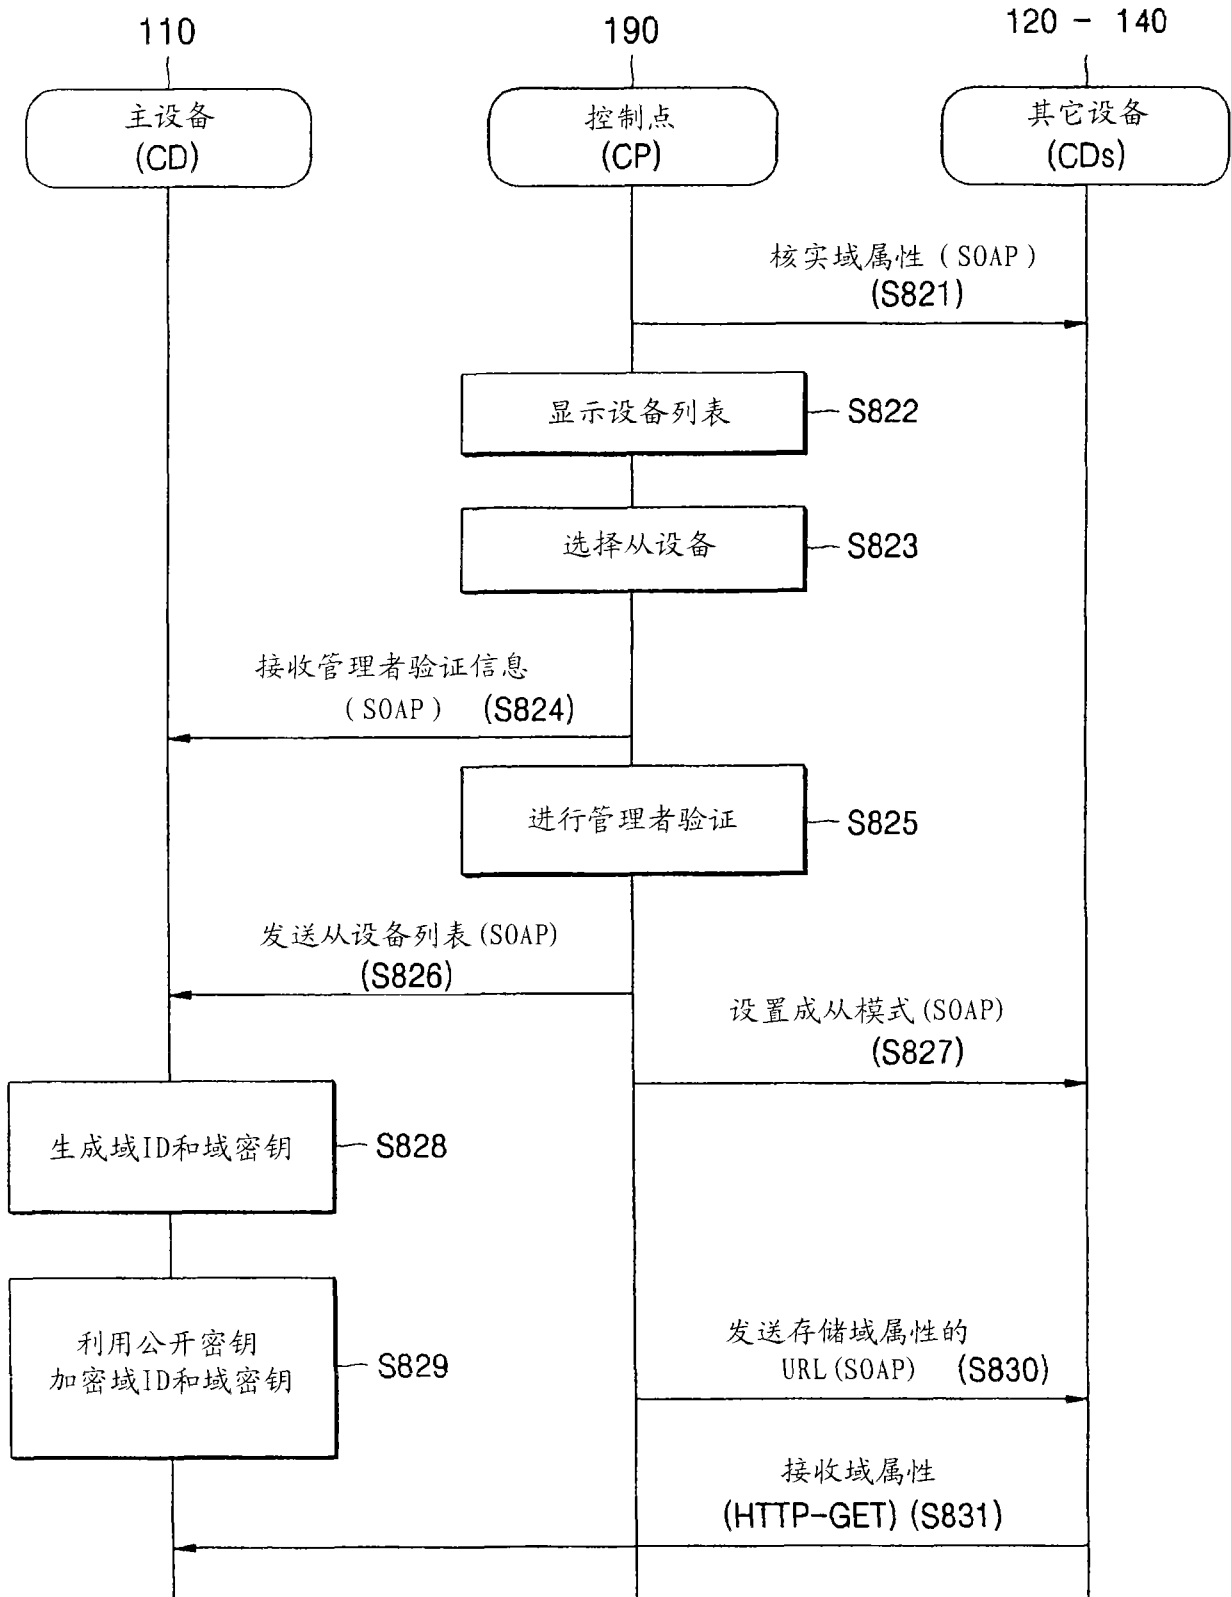 110
190
120 - 140
主设备
(CD)
控制点
(CP)
其它设备
(CDs)
核实域属性(SOAP)
(S821)
显示设备列表
S822
选择从设备
S823
接收管理者验证信息
(SOAP) (S824)
进行管理者验证
S825
发送从设备列表(SOAP)
(S826)
设置成从模式(SOAP)
(S827)
生成域ID和域密钥
S828
利用公开密钥
加密域ID和域密钥
S829
发送存储域属性的
URL(SOAP) (S830)
接收域属性
(HTTP-GET) (S831)